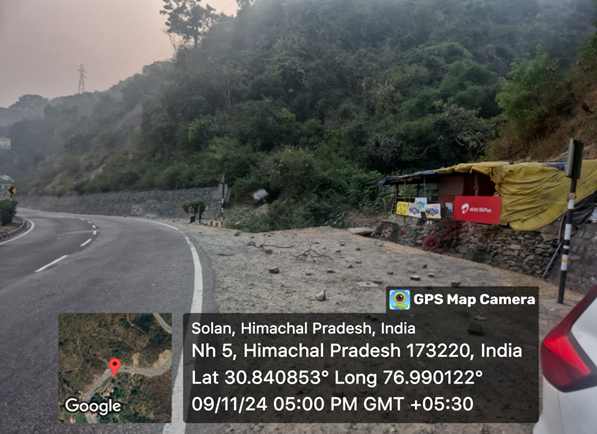 airtel 5G Plus
GPS Map Camera
Solan, Himachal Pradesh, India
Nh 5, Himachal Pradesh 173220, India
Lat 30.840853° Long 76.990122°
09/11/24 05:00 PM GMT +05:30
Google